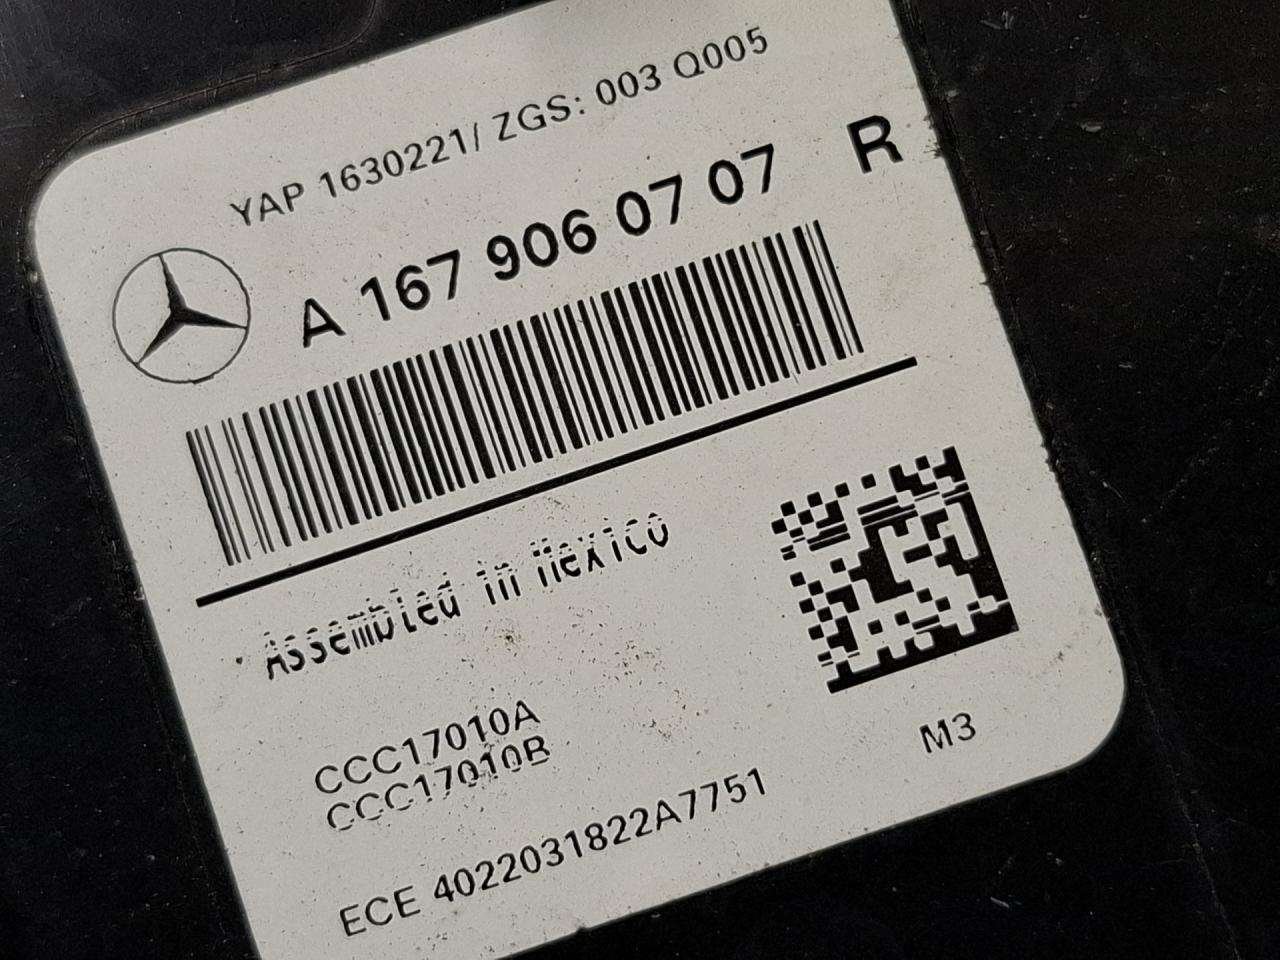 YAP 1630221/ ZGS: 003 Q005
A 167 906 07 07 R
Assembled in Mexico
CCC17010A
CCC17010B
M3
ECE 4022031822A7751